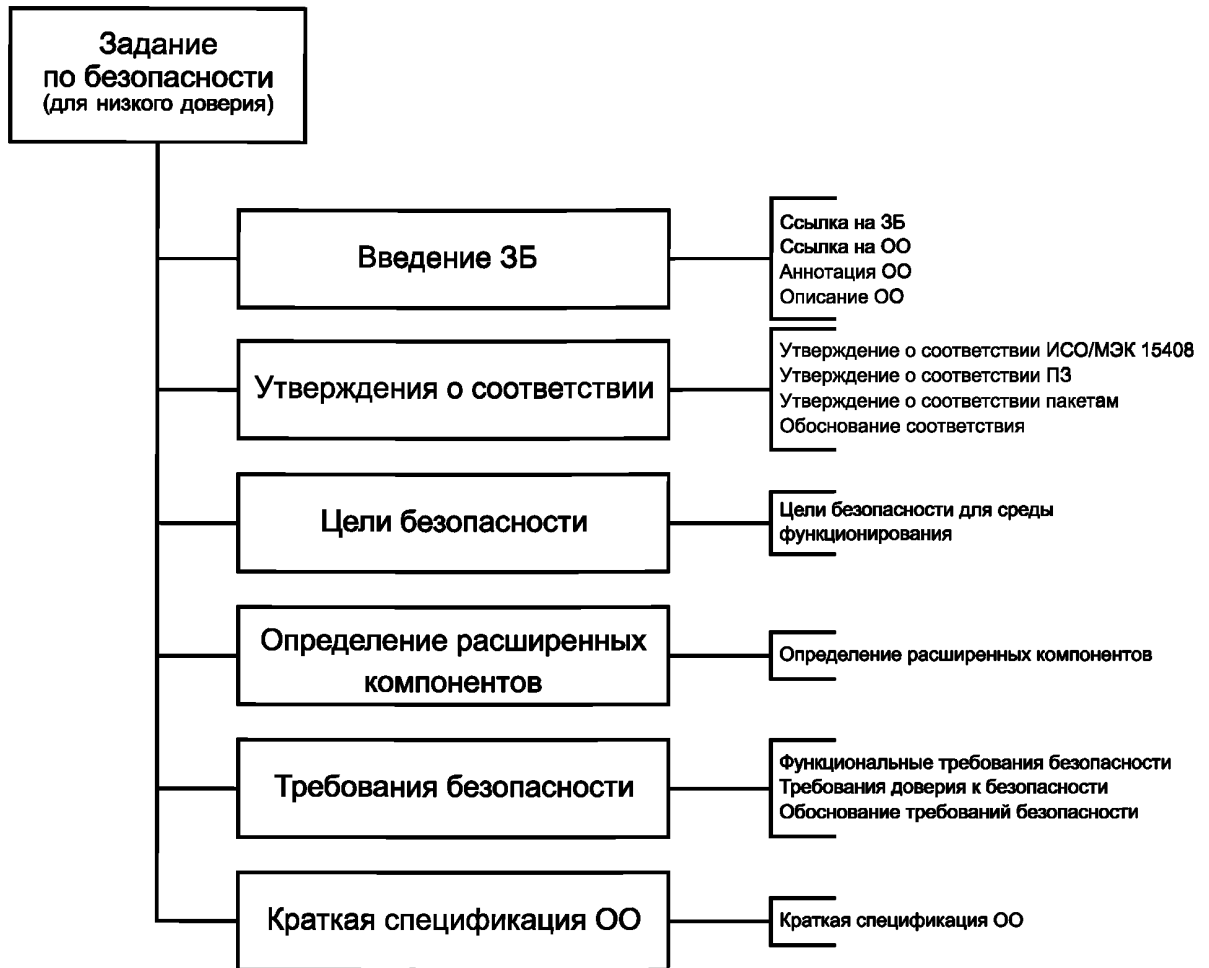 Задание
по безопасности
(для низкого доверия)
Введение ЗБ
Ссылка на ЗБ
Ссылка на ОО
Аннотация ОО
Описание ОО
Утверждения о соответствии
Утверждение о соответствии ИСО/МЭК 15408
Утверждение о соответствии ПЗ
Утверждение о соответствии пакетам
Обоснование соответствия
Цели безопасности
Цели безопасности для среды
функционирования
Определение расширенных
компонентов
Определение расширенных компонентов
Требования безопасности
Функциональные требования безопасности
Требования доверия к безопасности
Обоснование требований безопасности
Краткая спецификация ОО
Краткая спецификация ОО